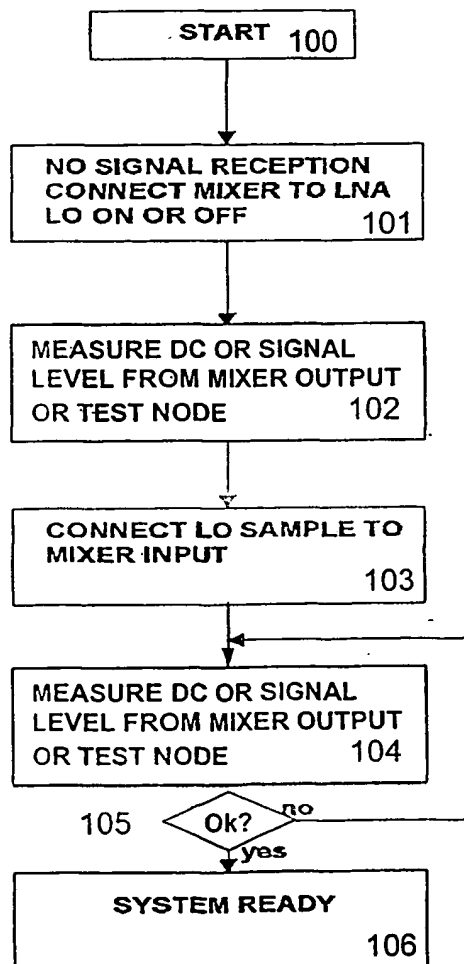 START 100
NO SIGNAL RECEPTION
CONNECT MIXER TO LNA
LO ON OR OFF 101
MEASURE DC OR SIGNAL
LEVEL FROM MIXER OUTPUT
OR TEST NODE 102
CONNECT LO SAMPLE TO
MIXER INPUT
103
MEASURE DC OR SIGNAL
LEVEL FROM MIXER OUTPUT
OR TEST NODE 104
105 Ok? no
yes
SYSTEM READY
106